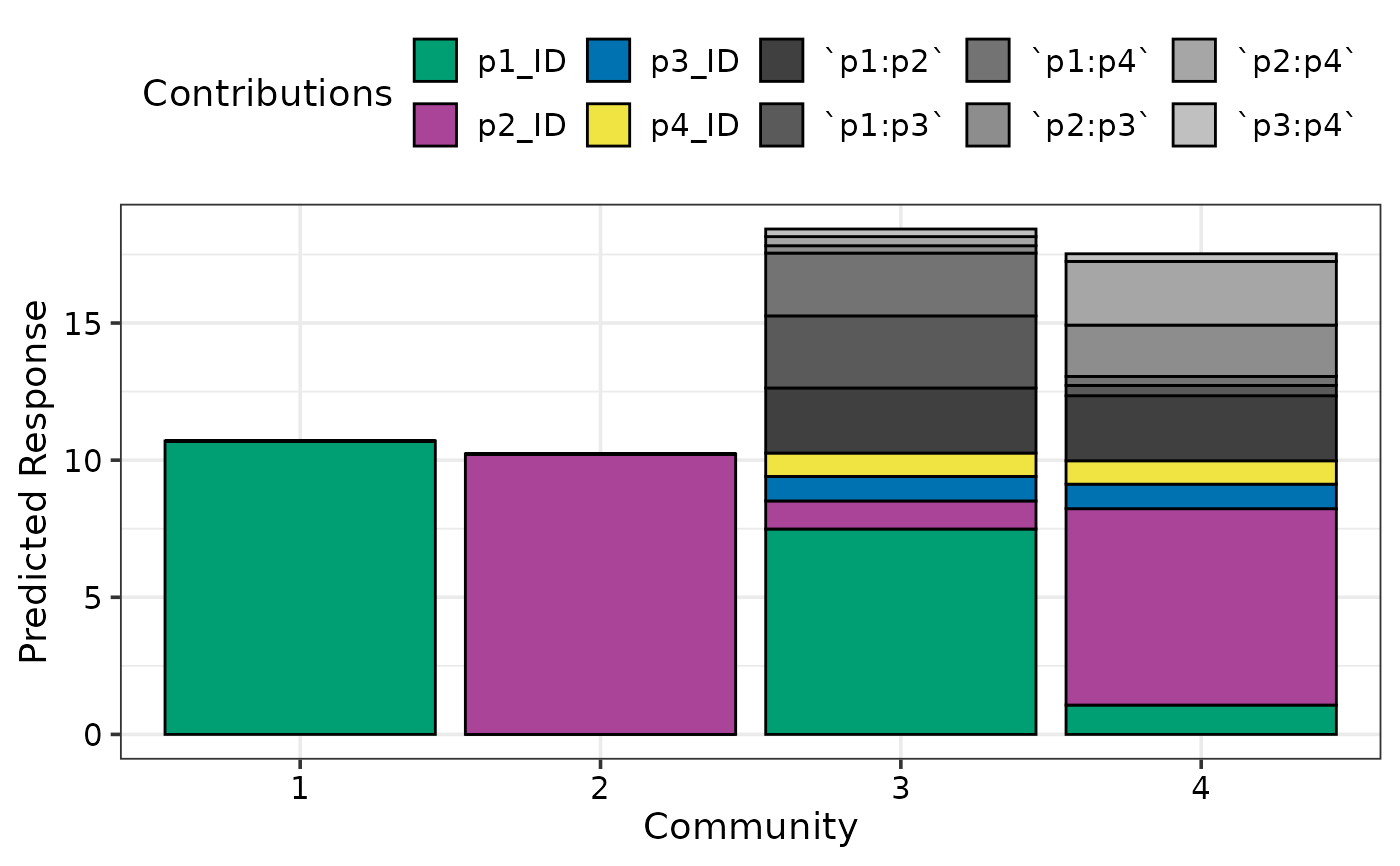 Contributions
p1_ID p3_ID `p1:p2` `p1:p4` `p2:p4`
p2_ID p4_ID `p1:p3` `p2:p3` `p3:p4`
Predicted Response
15
10
5
0
1 2 3 4
Community